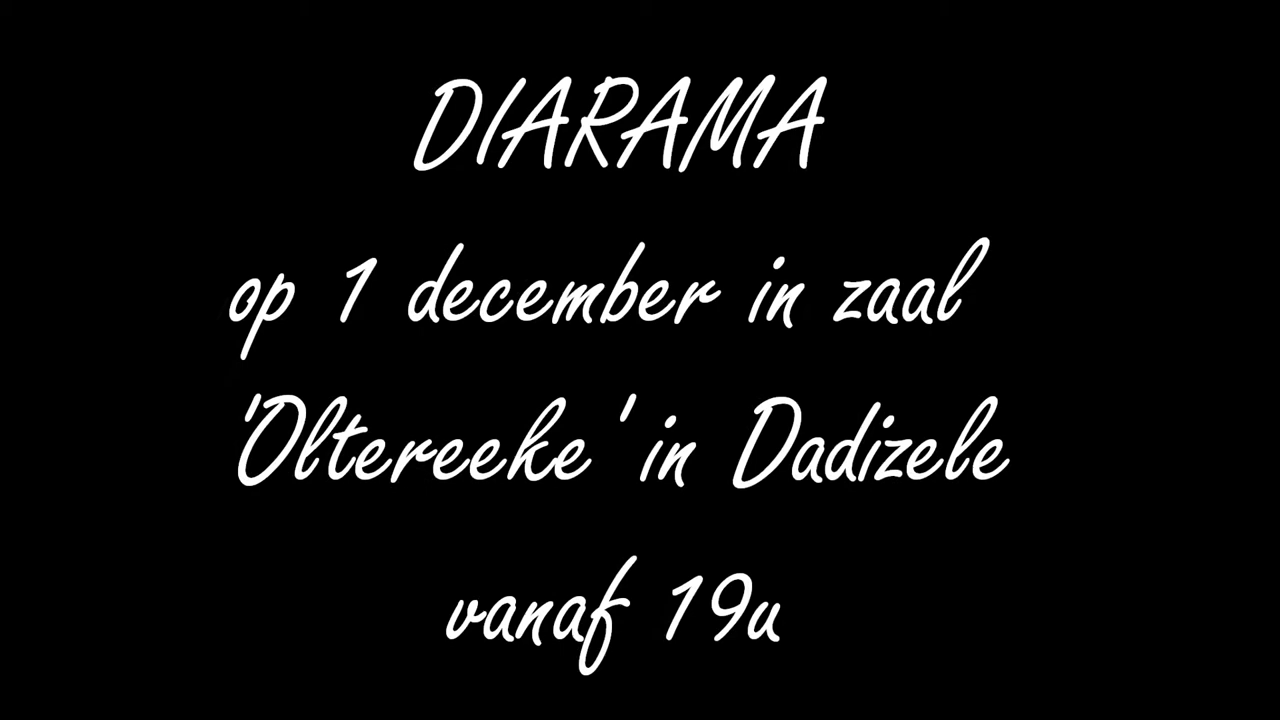 DIARAMA
op 1 december in zaal
'Oltereeke' in Dadizele
vanaf 19u